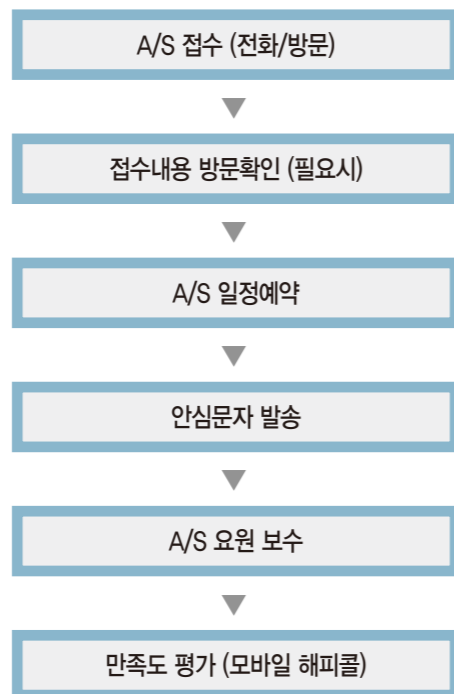 A/S 접수 (전화/방문)
접수내용 방문확인 (필요시)
A/S 일정예약
안심문자 발송
A/S 요원 보수
만족도 평가 (모바일 해피콜)